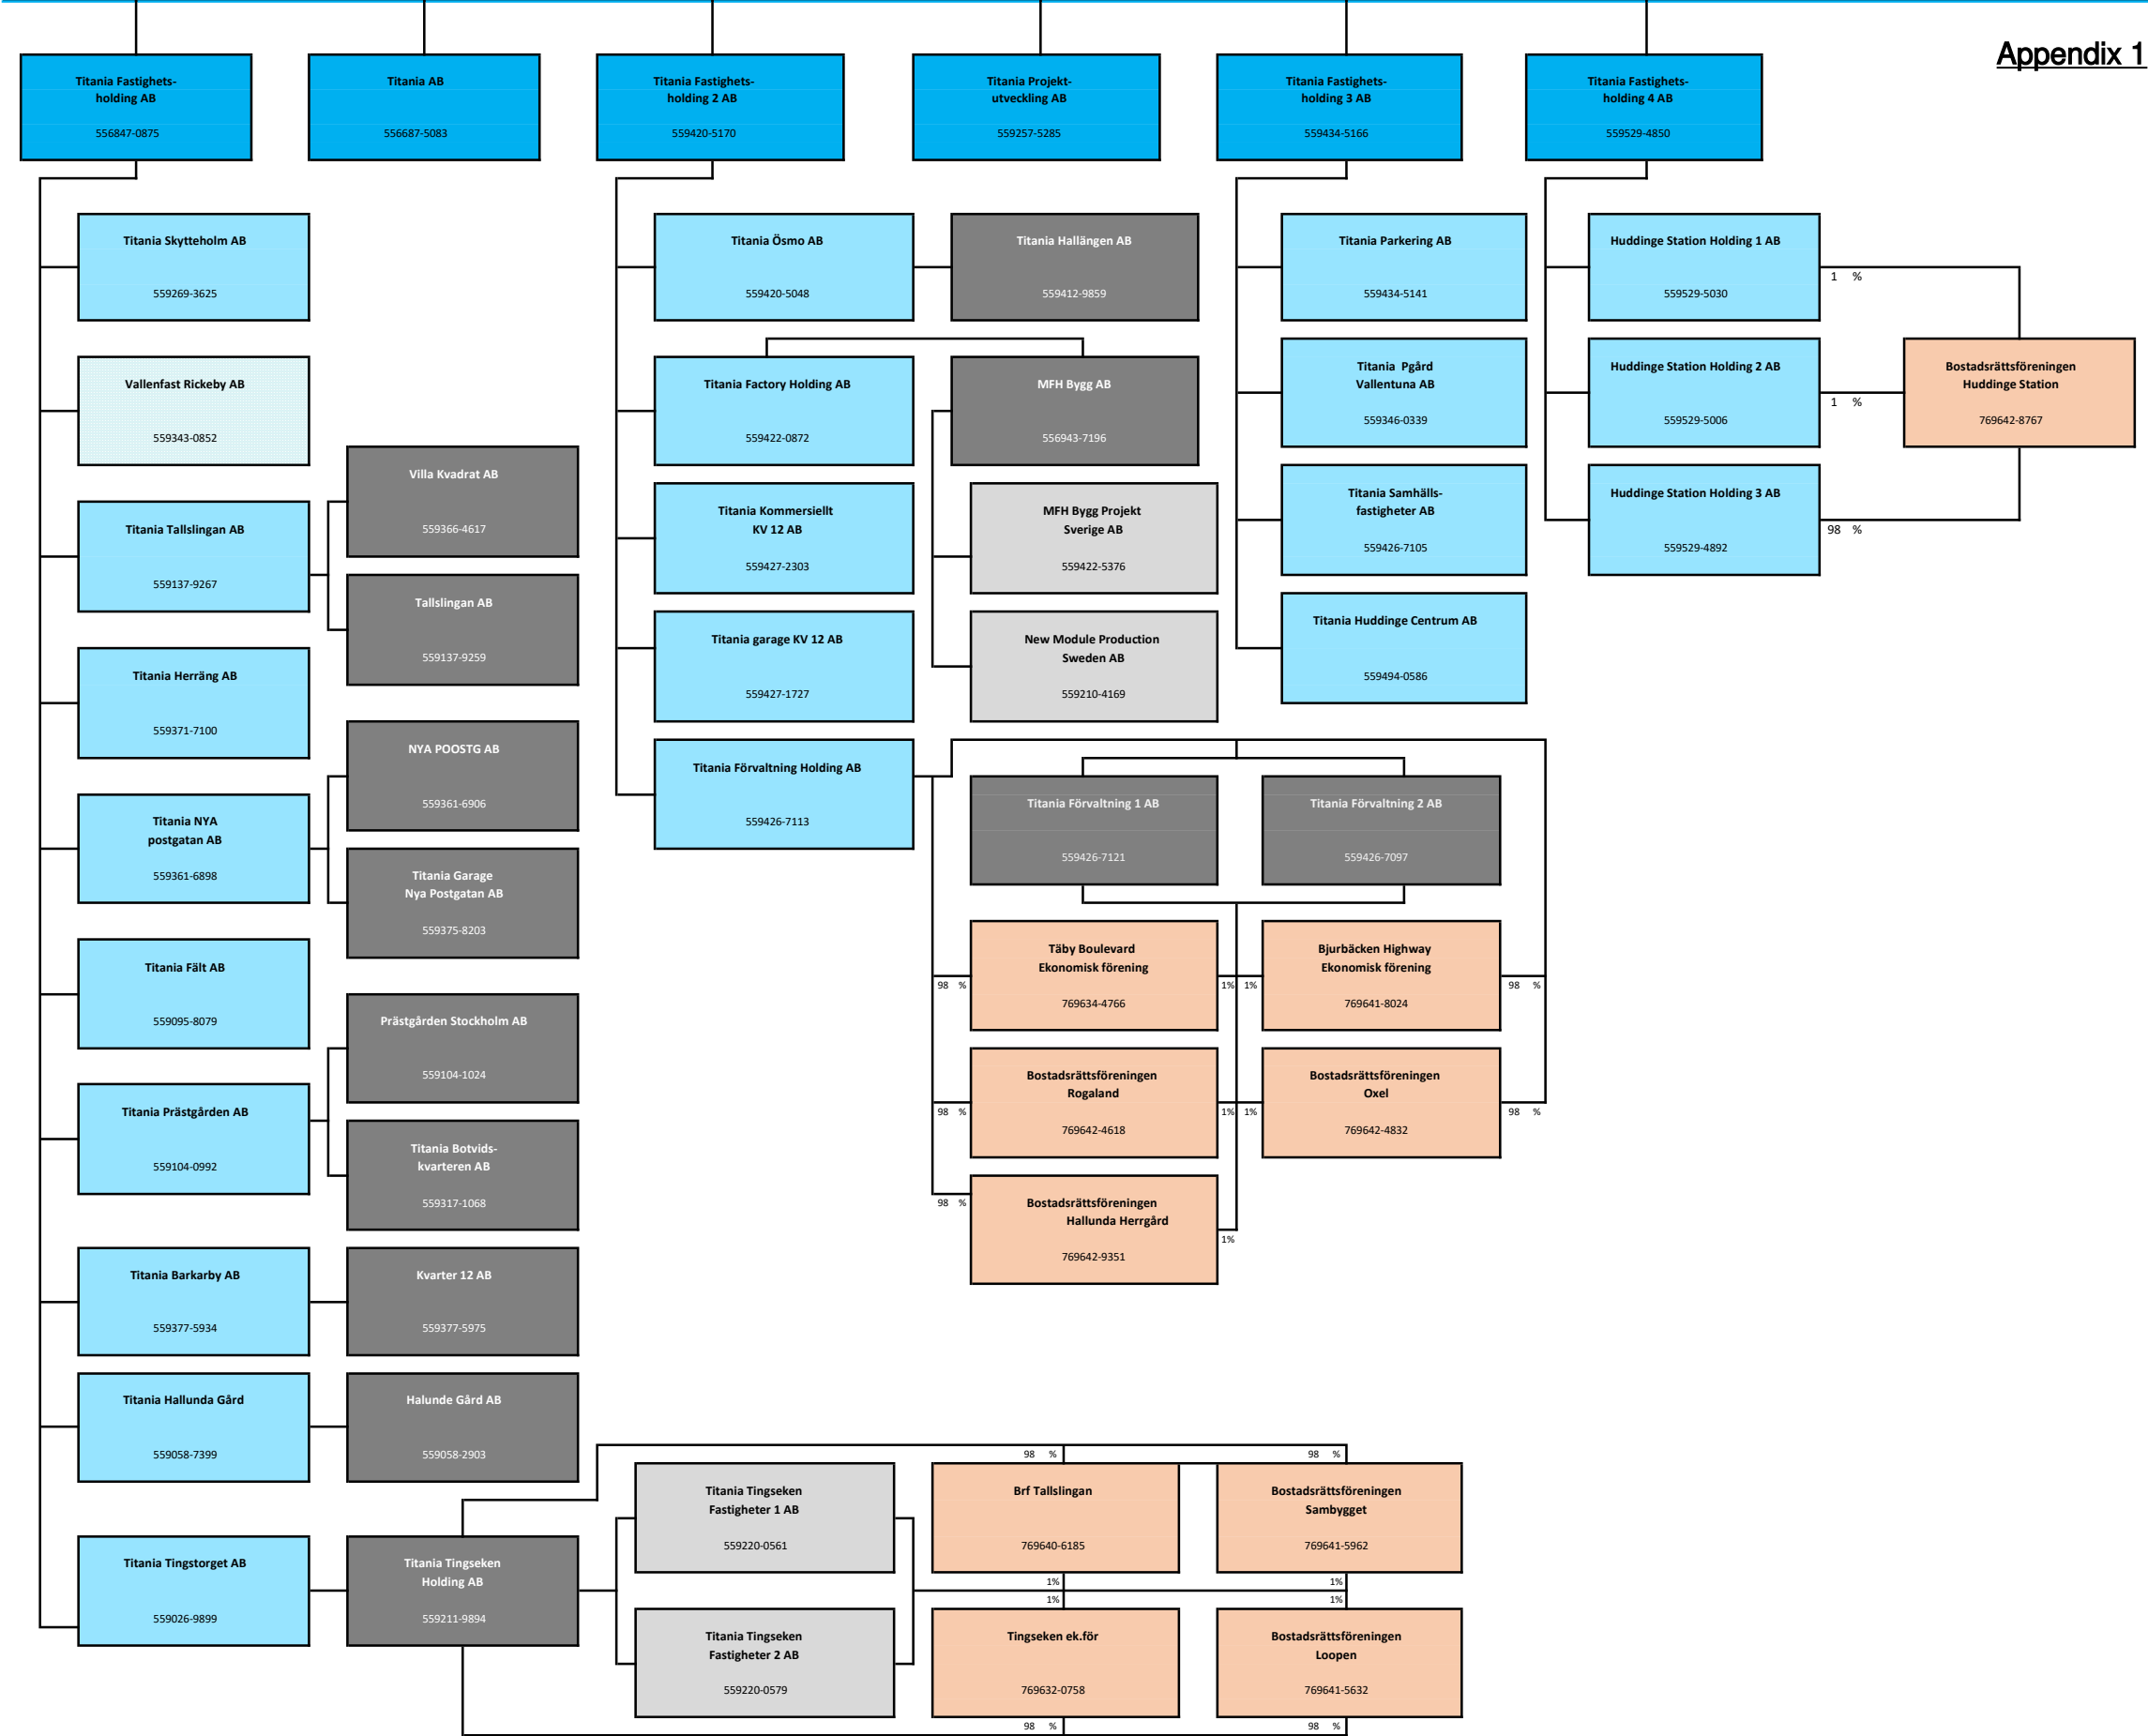 Appendix 1
Titania Fastighets-
holding AB
556847-0875
Titania AB
556687-5083
Titania Fastighets-
holding 2 AB
559420-5170
Titania Projekt-
utveckling AB
559257-5285
Titania Fastighets-
holding 3 AB
559434-5166
Titania Fastighets-
holding 4 AB
559529-4850
Titania Skytteholm AB
559269-3625
Vallenfast Rickeby AB
559343-0852
Titania Tallslingan AB
559137-9267
Villa Kvadrat AB
559366-4617
Tallslingan AB
559137-9259
Titania Herräng AB
559371-7100
Titania NYA
postgatan AB
559361-6898
NYA POOSTG AB
559361-6906
Titania Garage
Nya Postgatan AB
559375-8203
Titania Fält AB
559095-8079
Titania Prästgården AB
559104-0992
Prästgården Stockholm AB
559104-1024
Titania Botvids-
kvarteren AB
559317-1068
Titania Barkarby AB
559377-5934
Kvarter 12 AB
559377-5975
Titania Hallunda Gård
559058-7399
Halunde Gård AB
559058-2903
Titania Tingstorget AB
559026-9899
Titania Tingseken
Holding AB
559211-9894
Titania Tingseken
Fastigheter 1 AB
559220-0561
Titania Tingseken
Fastigheter 2 AB
559220-0579
98 %
98 %
Brf Tallslingan
769640-6185
Bostadsrättsföreningen
Sambygget
769641-5962
1%
1%
1%
1%
Tingseken ek.för
769632-0758
Bostadsrättsföreningen
Loopen
769641-5632
98 %
98 %
Titania Ösmo AB
559420-5048
Titania Hallängen AB
559412-9859
Titania Factory Holding AB
559422-0872
MFH Bygg AB
556943-7196
Titania Kommersiellt
KV 12 AB
559427-2303
MFH Bygg Projekt
Sverige AB
559422-5376
Titania garage KV 12 AB
559427-1727
New Module Production
Sweden AB
559210-4169
Titania Förvaltning Holding AB
559426-7113
Titania Förvaltning 1 AB
559426-7121
Titania Förvaltning 2 AB
559426-7097
Täby Boulevard
Ekonomisk förening
769634-4766
Bjurbäcken Highway
Ekonomisk förening
769641-8024
98 %
1%
1%
98 %
Bostadsrättsföreningen
Rogaland
769642-4618
Bostadsrättsföreningen
Oxel
769642-4832
98 %
1%
1%
98 %
Bostadsrättsföreningen
Hallunda Herrgård
769642-9351
98 %
1%
Titania Parkering AB
559434-5141
Titania Pgård
Vallentuna AB
559346-0339
Titania Samhälls-
fastigheter AB
559426-7105
Titania Huddinge Centrum AB
559494-0586
Huddinge Station Holding 1 AB
559529-5030
1 %
Huddinge Station Holding 2 AB
559529-5006
1 %
Huddinge Station Holding 3 AB
559529-4892
98 %
Bostadsrättsföreningen
Huddinge Station
769642-8767